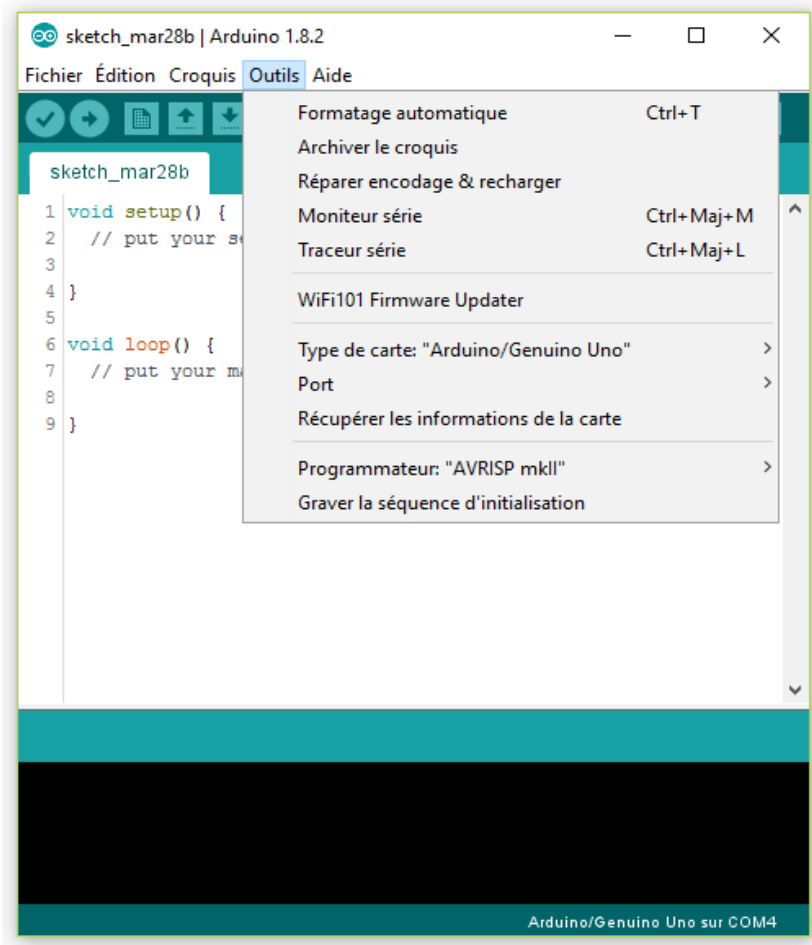 sketch_mar28b | Arduino 1.8.2
Fichier Édition Croquis Outils Aide
Formatage automatique Ctrl+T
Archiver le croquis
Réparer encodage & recharger
Moniteur série Ctrl+Maj+M
Traceur série Ctrl+Maj+L
WiFi101 Firmware Updater
Type de carte: "Arduino/Genuino Uno"
Port
Récupérer les informations de la carte
Programmateur: "AVRISP mkII"
Graver la séquence d'initialisation
sketch_mar28b
1 void setup() {
2 // put your
3
4 }
5
6 void loop() {
7 // put your
8
9 }
Arduino/Genuino Uno sur COM4